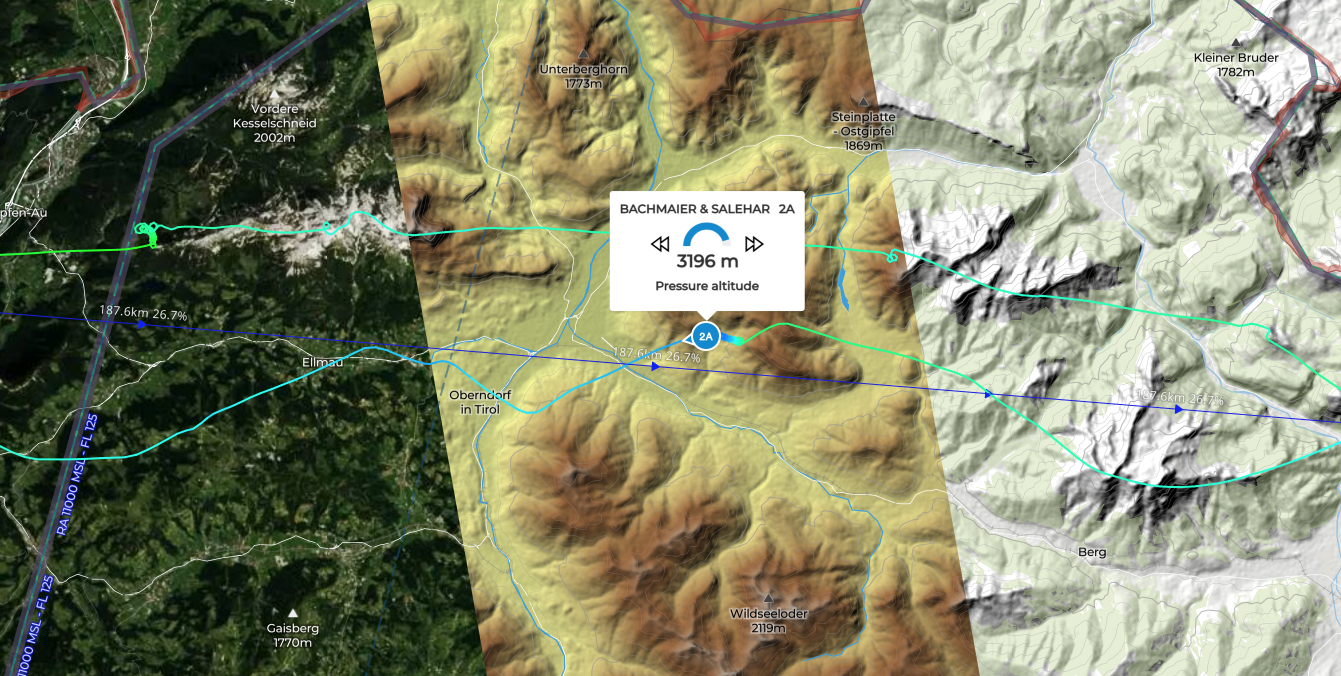 Kleiner Bruder
1782m
Unterberghorn
1773m
Vordere
Kesselschneid
2002m
Steinplatte
- Ostgipfel
1869m
pfen-Au
BACHMAIER & SALEHAR 2A
3196 m
Pressure altitude
187.6km 26.7%
2A
187.6km 26.7%
Ellmau
Oberndorf
in Tirol
187.6km 26.7%
RA 11000 MSL - FL 125
Berg
11000 MSL - FL 125
Wildseeloder
2119m
Gaisberg
1770m